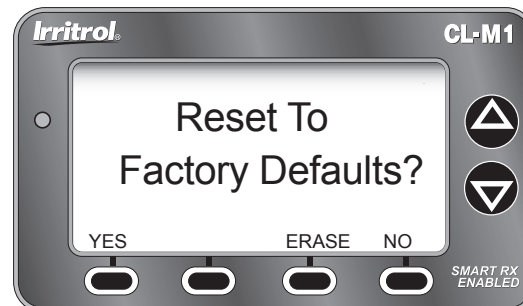 Irritrol® CL-M1
Reset To
Factory Defaults?
YES ERASE NO
SMART RX
ENABLED